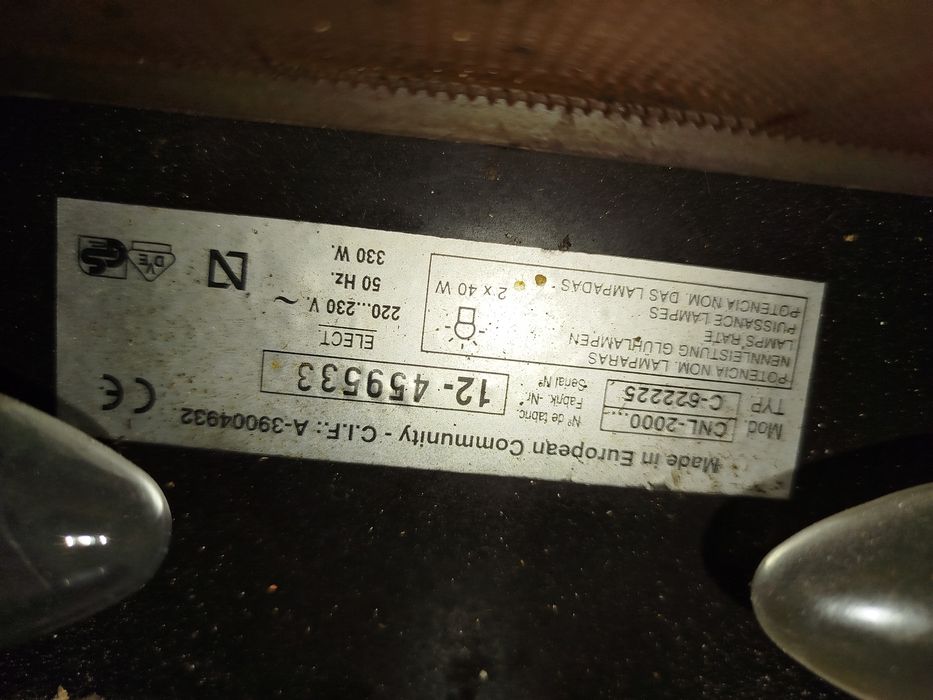 Made in European Community - C.I.F.: A-39004932
Mod. CNL-2000...
TYP C-622225
Nº de fabric.
Fabrik.-Nr.
Serial Nº
12-459533
POTENCIA NOM. LAMPARAS
NENNLEISTUNG GLÜHLAMPEN
LAMPS RATE
PUISSANCE LAMPES
POTENCIA NOM. DAS LAMPADAS
2 x 40 W
ELECT
220...230 V. ~
50 Hz.
330 W.
CE
N
DVE
GS